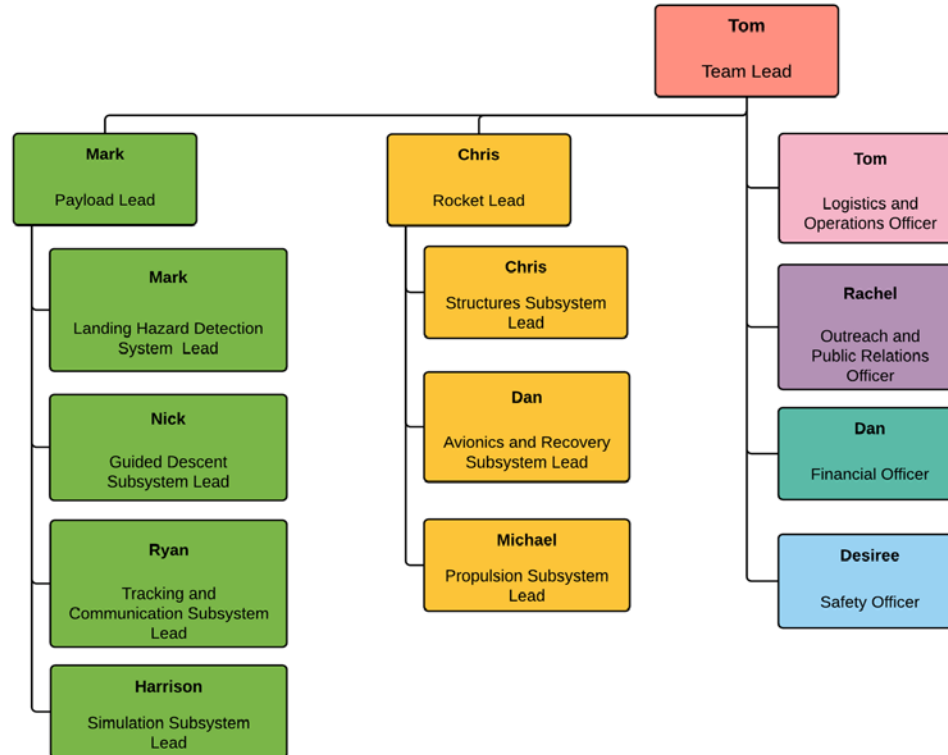 Tom
Team Lead
Mark
Payload Lead
Mark
Landing Hazard Detection
System Lead
Nick
Guided Descent
Subsystem Lead
Ryan
Tracking and
Communication Subsystem
Lead
Harrison
Simulation Subsystem
Lead
Chris
Rocket Lead
Chris
Structures Subsystem
Lead
Dan
Avionics and Recovery
Subsystem Lead
Michael
Propulsion Subsystem
Lead
Tom
Logistics and
Operations Officer
Rachel
Outreach and
Public Relations
Officer
Dan
Financial Officer
Desiree
Safety Officer